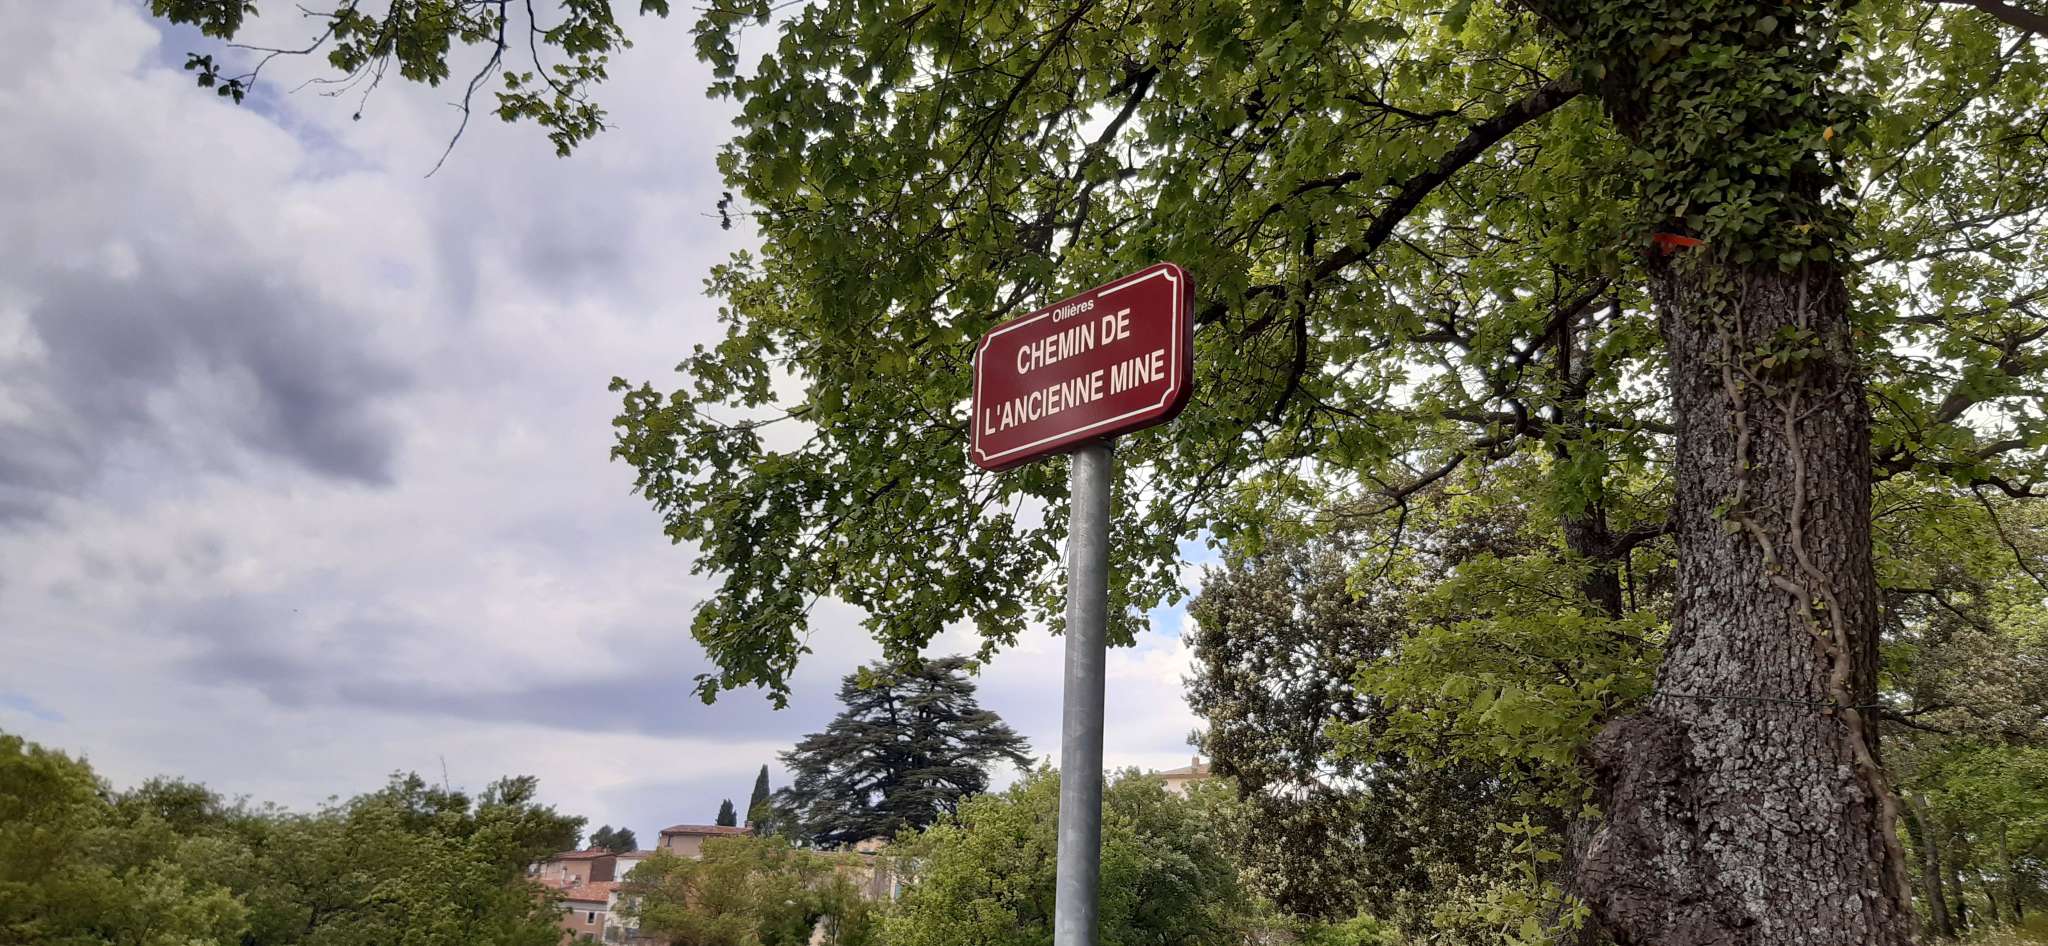 Ollières
CHEMIN DE
L'ANCIENNE MINE